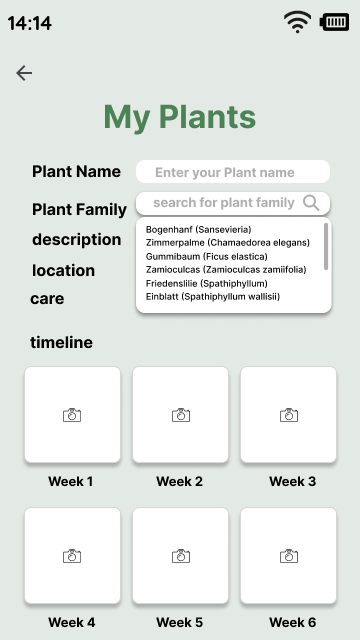 14:14
My Plants
Plant Name
Enter your Plant name
Plant Family
search for plant family
Bogenhanf (Sansevieria)
Zimmerpalme (Chamaedorea elegans)
Gummibaum (Ficus elastica)
Zamioculcas (Zamioculcas zamiifolia)
Friedenslilie (Spathiphyllum)
Einblatt (Spathiphyllum wallisii)
description
location
care
timeline
Week 1
Week 2
Week 3
Week 4
Week 5
Week 6